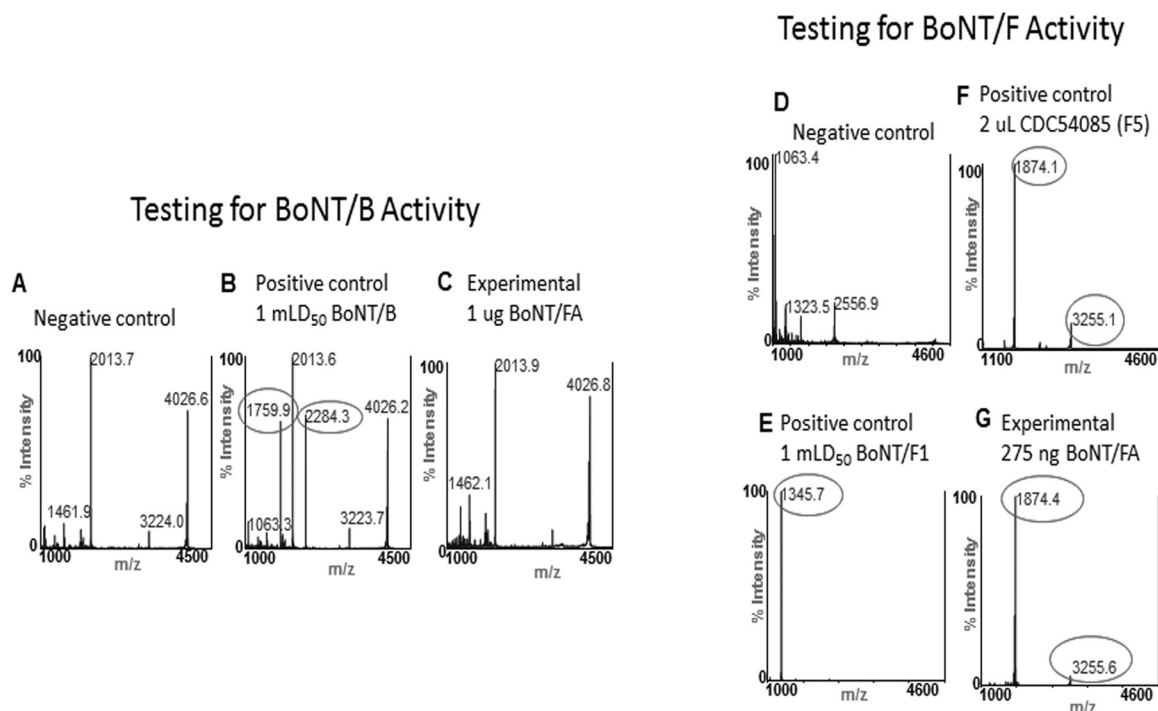 Testing for BoNT/B Activity
A
Negative control
100
% Intensity
0
2013.7
4026.6
1461.9
3224.0
1000
m/z
4500
B
Positive control
1 mLD50 BoNT/B
100
% Intensity
0
2013.6
1759.9
2284.3
4026.2
1063.3
3223.7
1000
m/z
4500
C
Experimental
1 ug BoNT/FA
100
% Intensity
0
2013.9
4026.8
1462.1
1000
m/z
4500
Testing for BoNT/F Activity
D
Negative control
100
% Intensity
0
1063.4
1323.5
2556.9
1000
m/z
4600
F
Positive control
2 uL CDC54085 (F5)
100
% Intensity
0
1874.1
3255.1
1100
m/z
4600
E
Positive control
1 mLD50 BoNT/F1
100
% Intensity
0
1345.7
1000
m/z
4600
G
Experimental
275 ng BoNT/FA
100
% Intensity
0
1874.4
3255.6
1000
m/z
4600